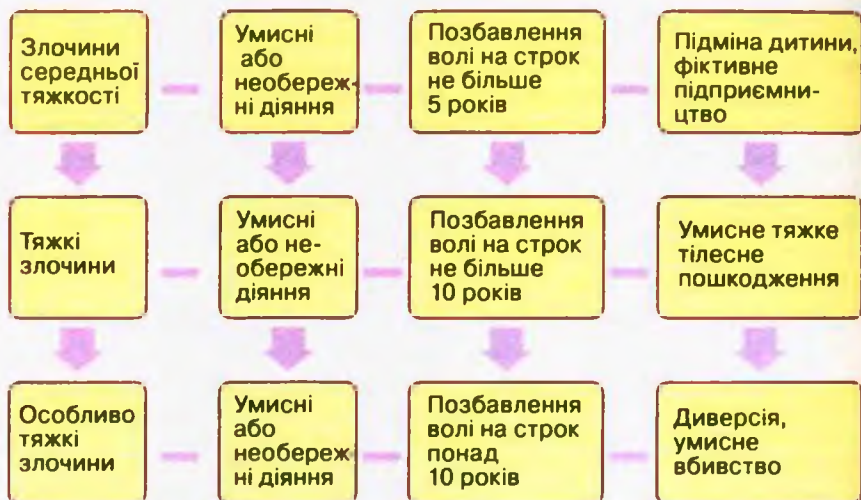 Злочини
середньої
тяжкості
Умисні
або
необереж-
ні діяння
Позбавлення
волі на строк
не більше
5 років
Підміна дитини,
фіктивне
підприємни-
цтво
Тяжкі
злочини
Умисні
або не-
обережні
діяння
Позбавлення
волі на строк
не більше
10 років
Умисне тяжке
тілесне
пошкодження
Особливо
тяжкі
злочини
Умисні
або
необереж
ні діяння
Позбавлення
волі на строк
понад
10 років
Диверсія,
умисне
вбивство